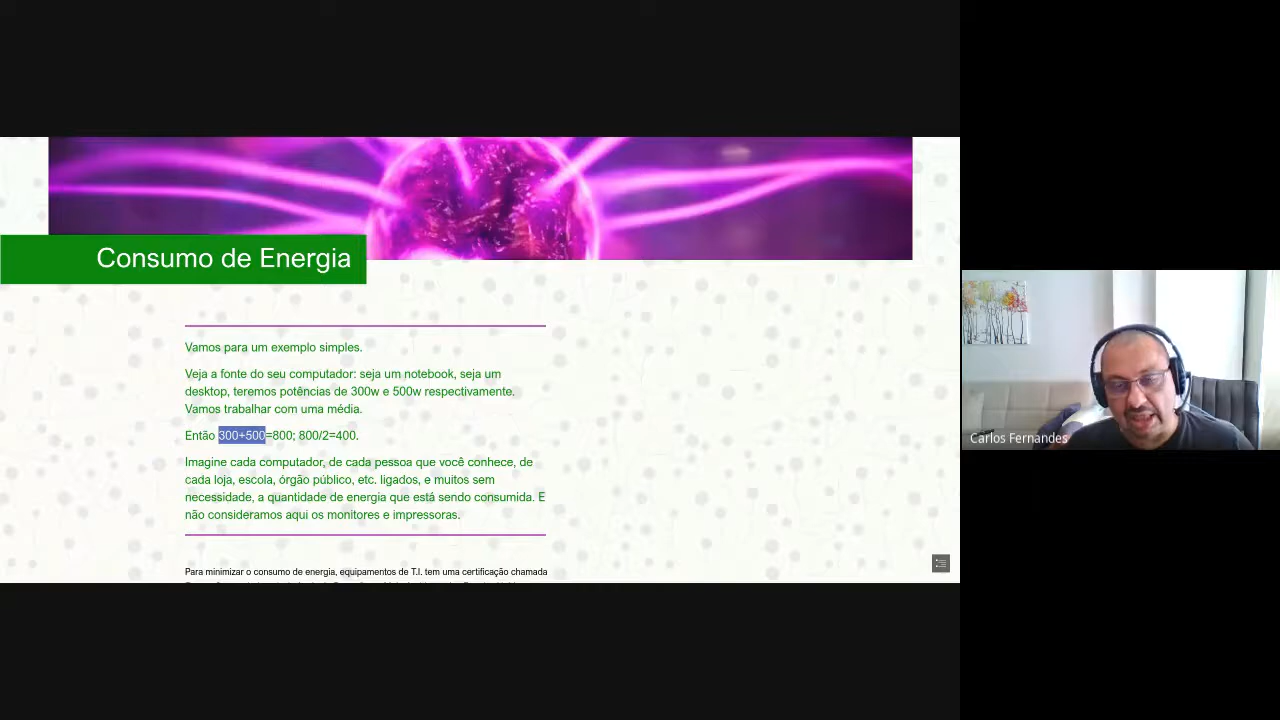 Consumo de Energia
Vamos para um exemplo simples.
Veja a fonte do seu computador: seja um notebook, seja um
desktop, teremos potências de 300w e 500w respectivamente.
Vamos trabalhar com uma média.
Então 300+500=800; 800/2=400.
Imagine cada computador, de cada pessoa que você conhece, de
cada loja, escola, órgão público, etc. ligados, e muitos sem
necessidade, a quantidade de energia que está sendo consumida. E
não consideramos aqui os monitores e impressoras.
Para minimizar o consumo de energia, equipamentos de T.I. tem uma certificação chamada
Carlos Fernandes